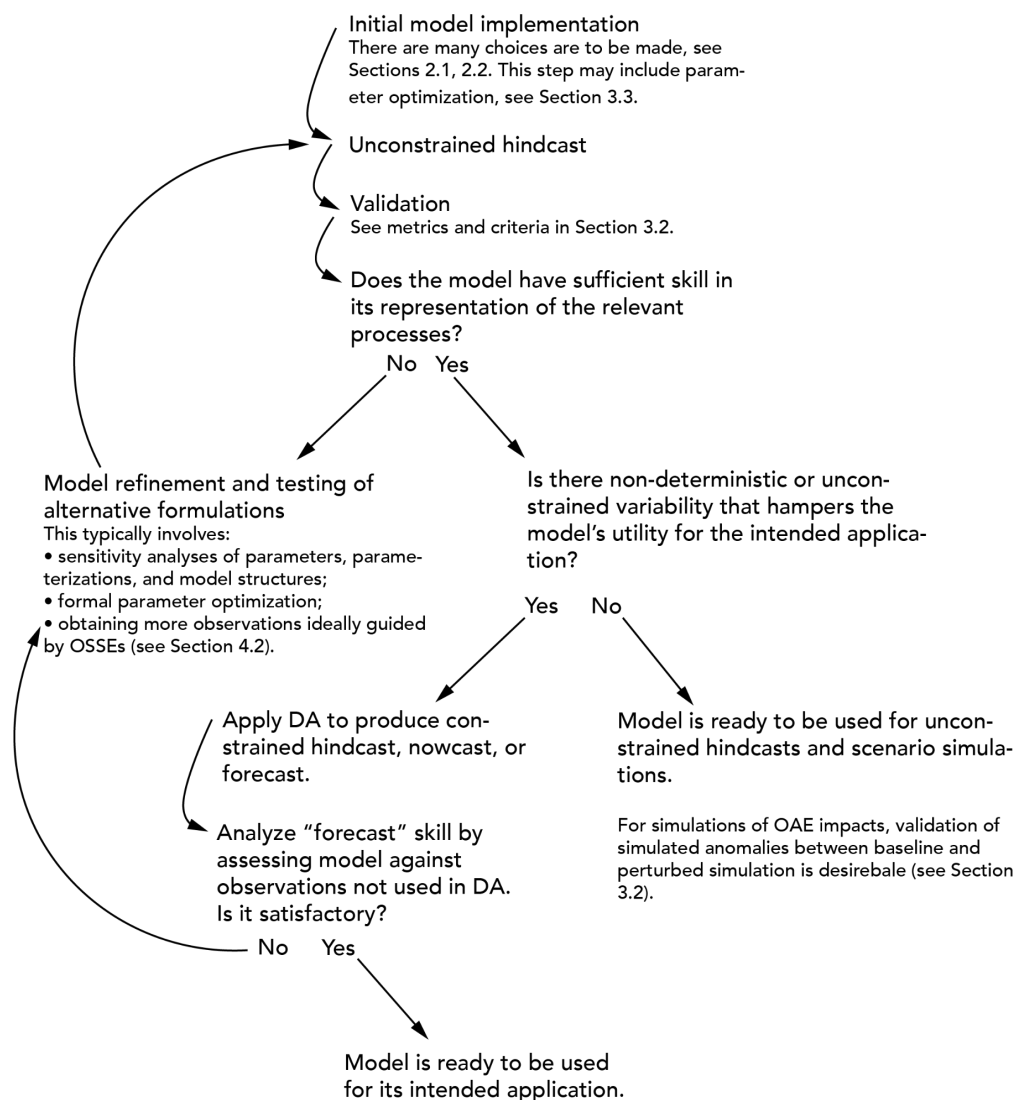 Initial model implementation
There are many choices are to be made, see
Sections 2.1, 2.2. This step may include param-
eter optimization, see Section 3.3.
Unconstrained hindcast
Validation
See metrics and criteria in Section 3.2.
Does the model have sufficient skill in
its representation of the relevant
processes?
No Yes
Model refinement and testing of
alternative formulations
This typically involves:
• sensitivity analyses of parameters, parame-
terizations, and model structures;
• formal parameter optimization;
• obtaining more observations ideally guided
by OSSEs (see Section 4.2).
Is there non-deterministic or uncon-
strained variability that hampers the
model’s utility for the intended applica-
tion?
Yes No
Apply DA to produce con-
strained hindcast, nowcast, or
forecast.
Analyze “forecast” skill by
assessing model against
observations not used in DA.
Is it satisfactory?
No Yes
Model is ready to be used for uncon-
strained hindcasts and scenario simula-
tions.
For simulations of OAE impacts, validation of
simulated anomalies between baseline and
perturbed simulation is desirebale (see Section
3.2).
Model is ready to be used
for its intended application.